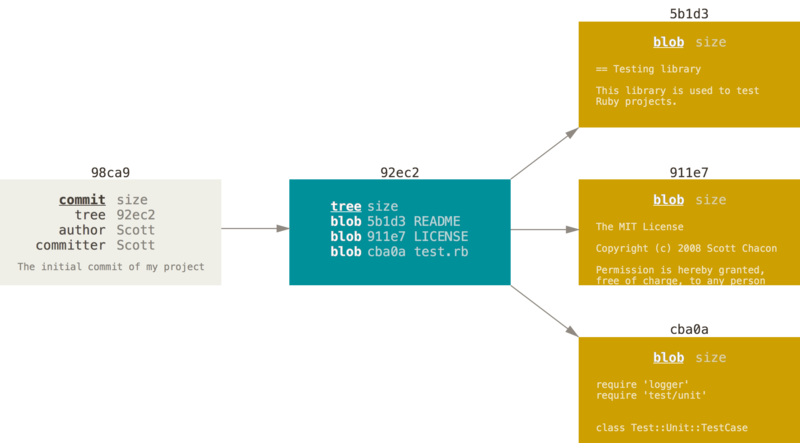 98ca9
commit size
tree 92ec2
author Scott
committer Scott
The initial commit of my project
92ec2
tree size
blob 5b1d3 README
blob 911e7 LICENSE
blob cba0a test.rb
5b1d3
blob size
== Testing library
This library is used to test
Ruby projects.
911e7
blob size
The MIT License
Copyright (c) 2008 Scott Chacon
Permission is hereby granted,
free of charge, to any person
cba0a
blob size
require 'logger'
require 'test/unit'
class Test::Unit::TestCase